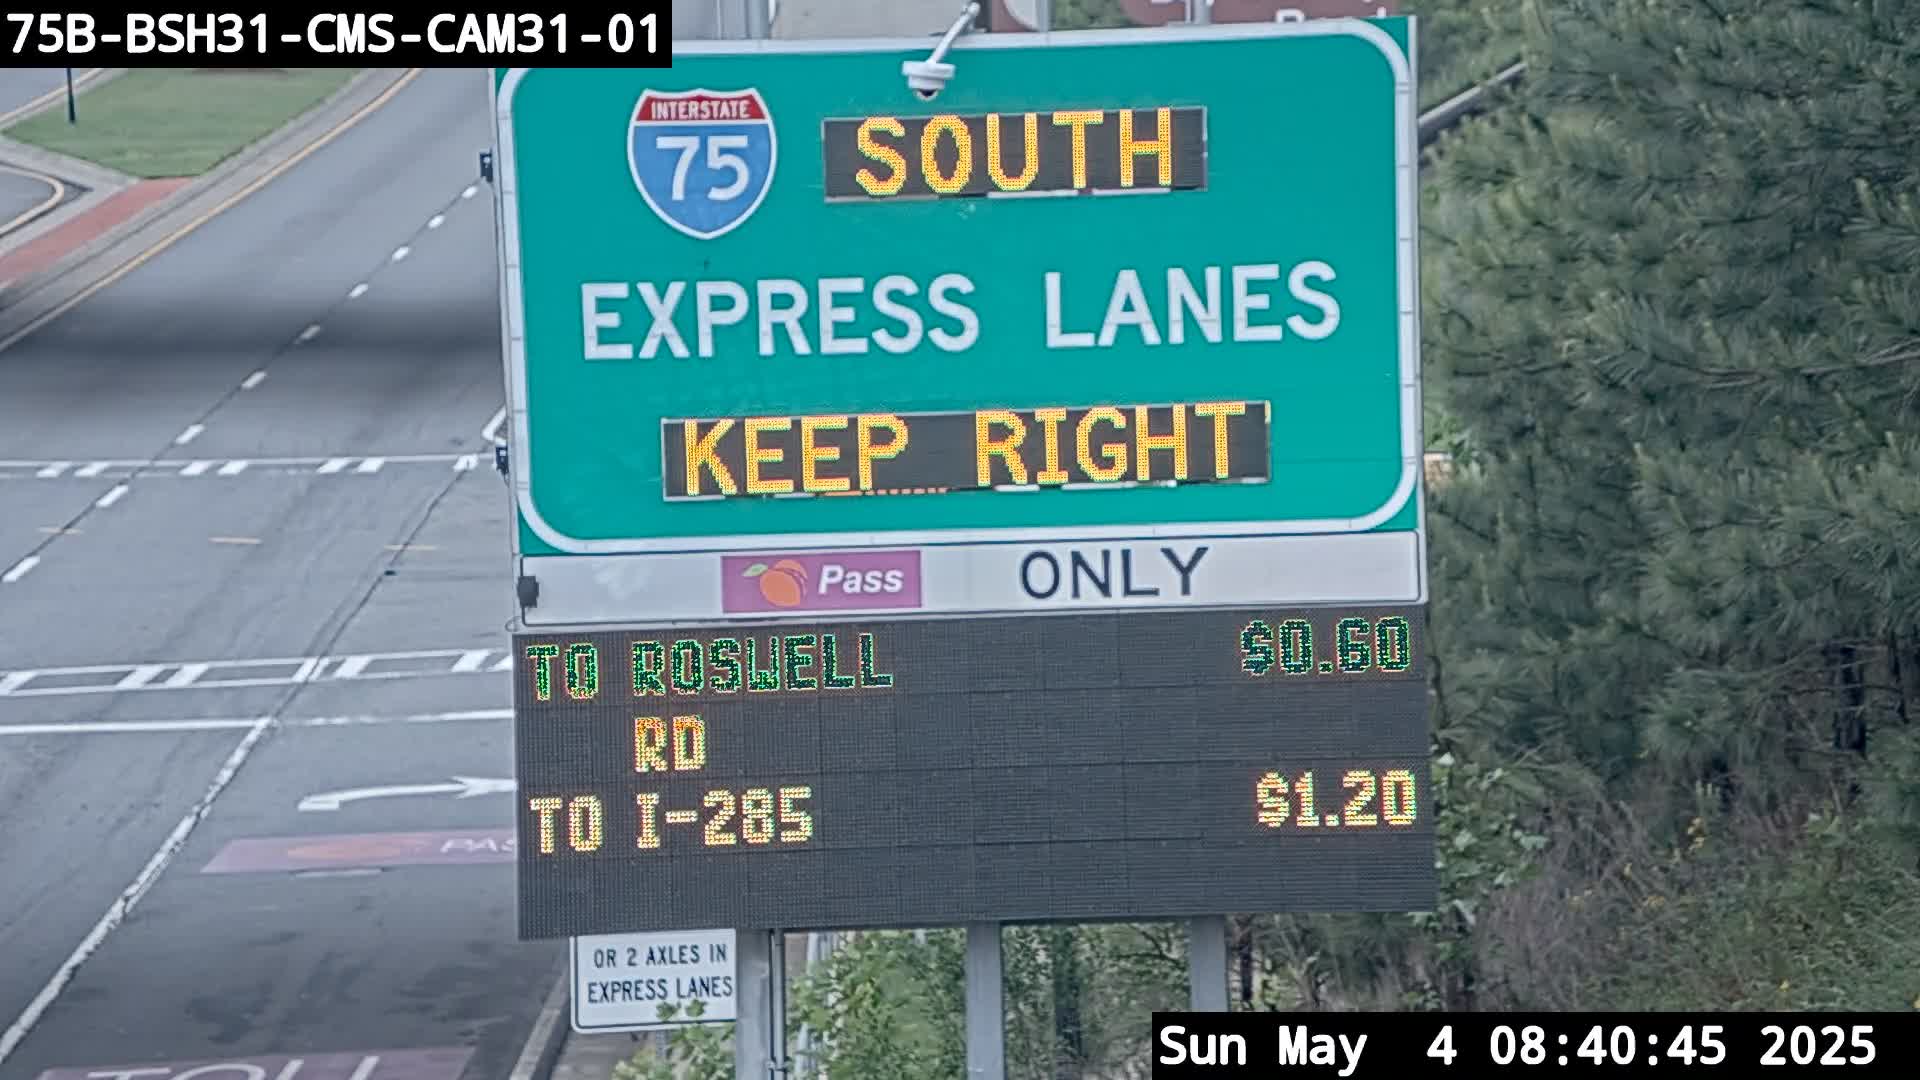 75B-BSH31-CMS-CAM31-01
INTERSTATE
75
SOUTH
EXPRESS LANES
KEEP RIGHT
Pass ONLY
TO ROSWELL $0.60
RD
TO I-285 $1.20
OR 2 AXLES IN
EXPRESS LANES
TOLL
Sun May 4 08:40:45 2025